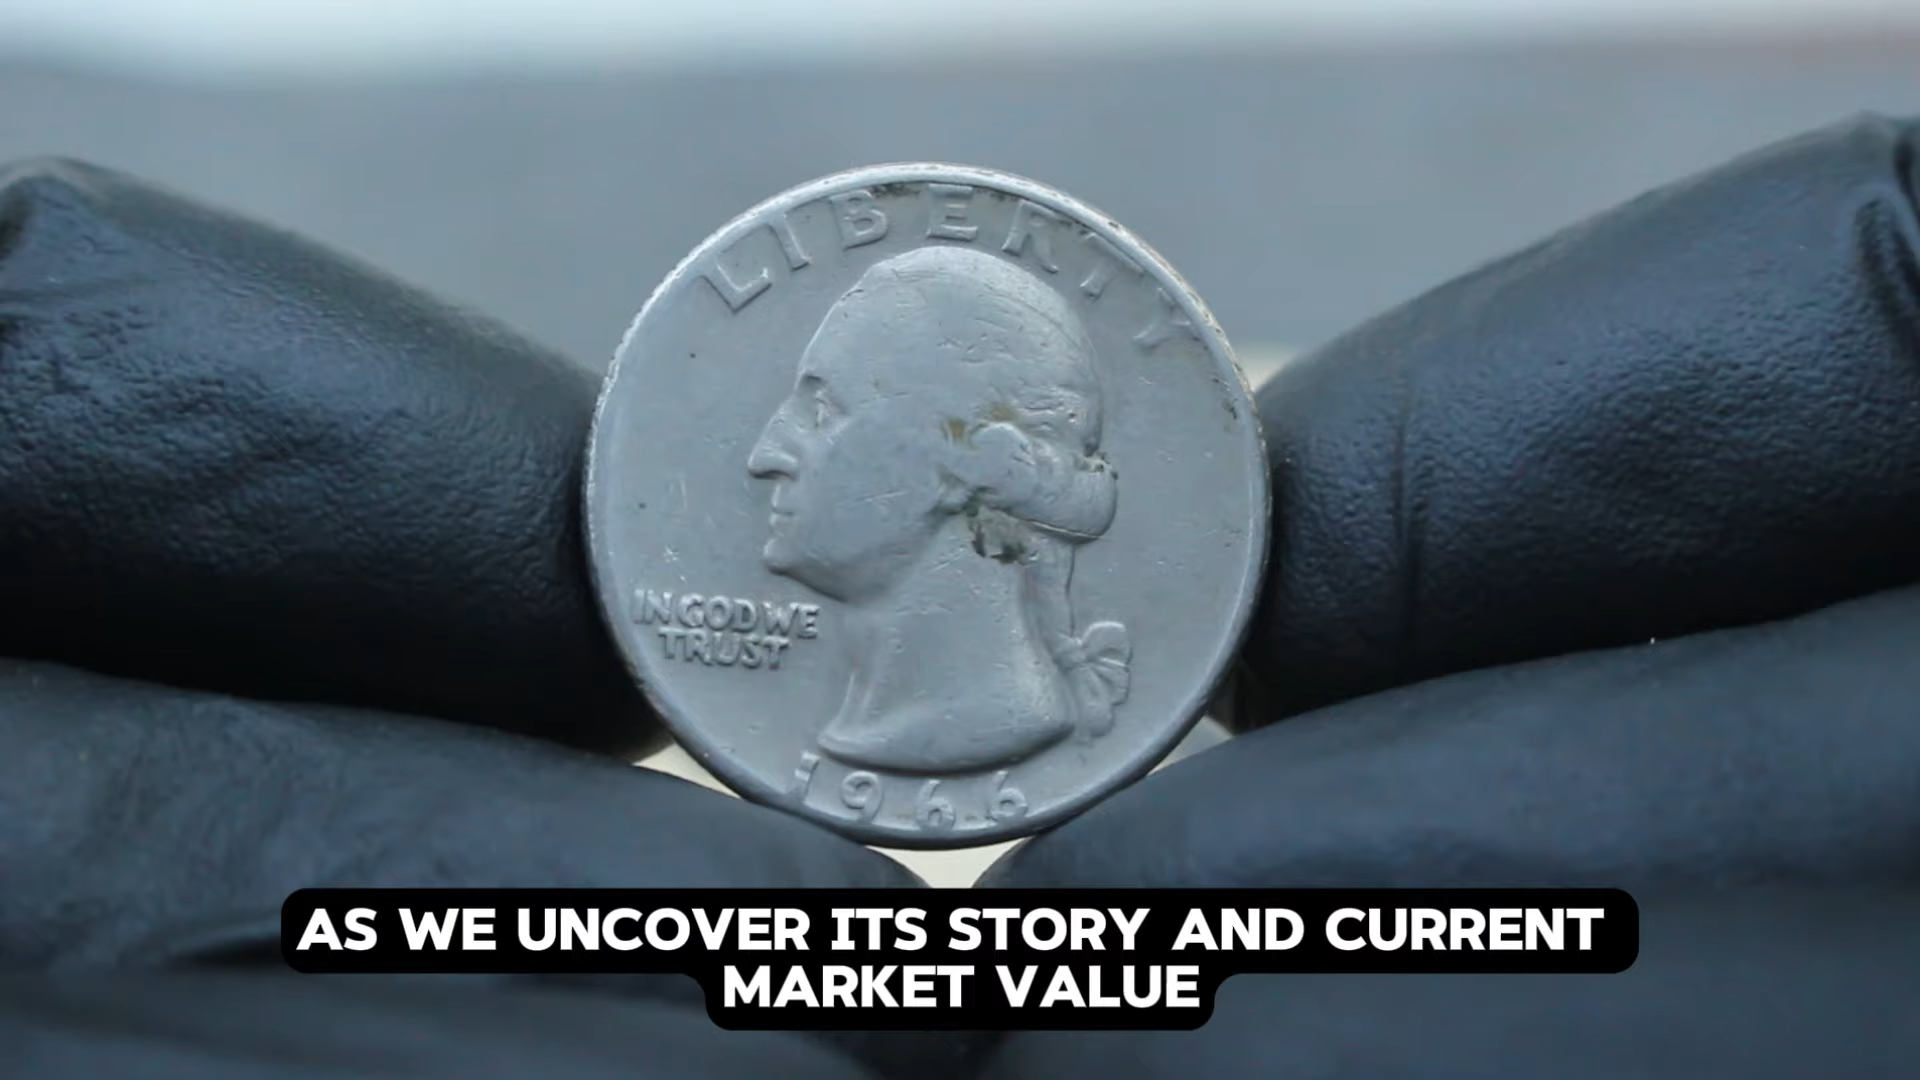 LIBERTY
IN GOD WE
TRUST
1966
AS WE UNCOVER ITS STORY AND CURRENT
MARKET VALUE